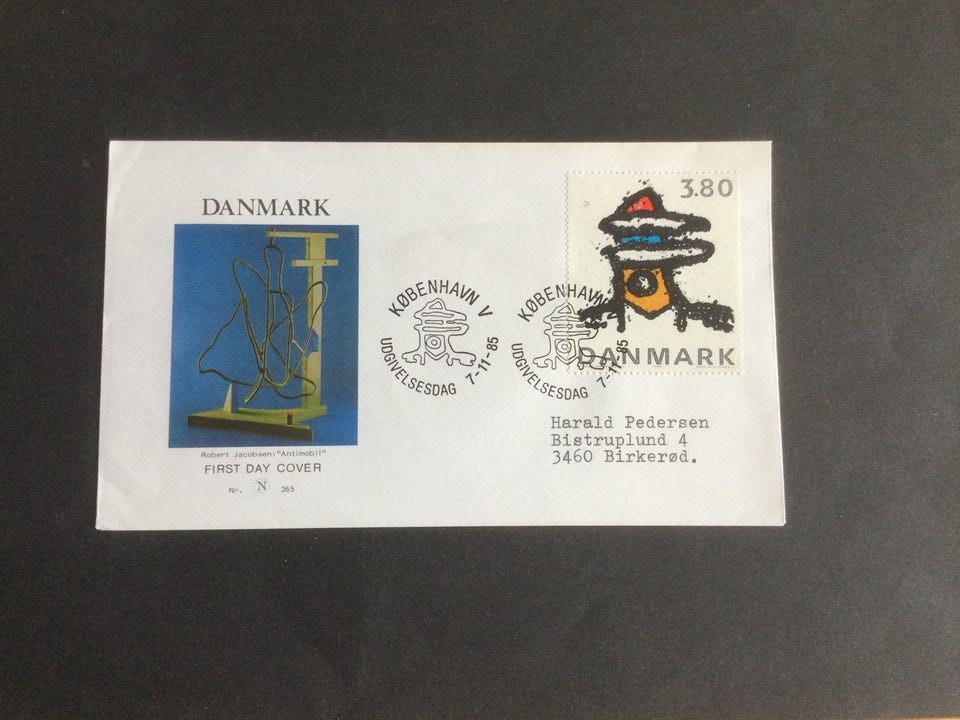 DANMARK
Robert Jacobsen: "Antimobil"
FIRST DAY COVER
Nr. N 265
KØBENHAVN V
UDGIVELSESDAG 7-11-85
KØBENHAVN V
UDGIVELSESDAG 7-11-85
3.80
DANMARK
Harald Pedersen
Bistruplund 4
3460 Birkerød.